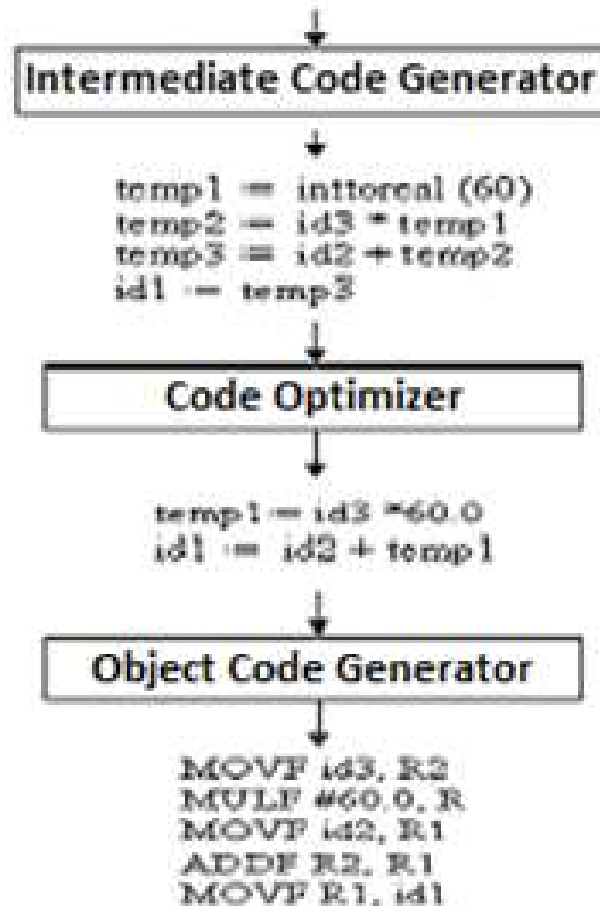 Intermediate Code Generator
temp1 := inttoreal (60)
temp2 := id3 * temp1
temp3 := id2 + temp2
id1 := temp3
Code Optimizer
temp1 := id3 *60.0
id1 := id2 + temp1
Object Code Generator
MOVF id3, R2
MULF #60.0, R
MOVF id2, R1
ADDF R2, R1
MOVF R1, id1